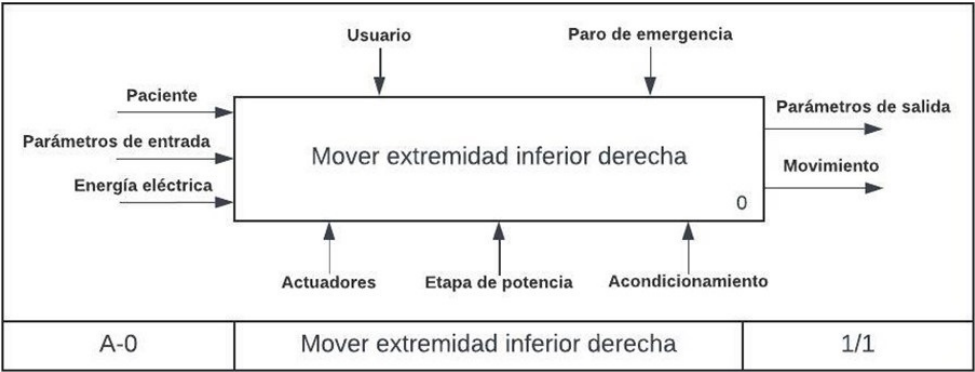 Usuario
Paro de emergencia
Paciente
Parámetros de entrada
Energía eléctrica
Mover extremidad inferior derecha
0
Parámetros de salida
Movimiento
Actuadores
Etapa de potencia
Acondicionamiento
A-0
Mover extremidad inferior derecha
1/1